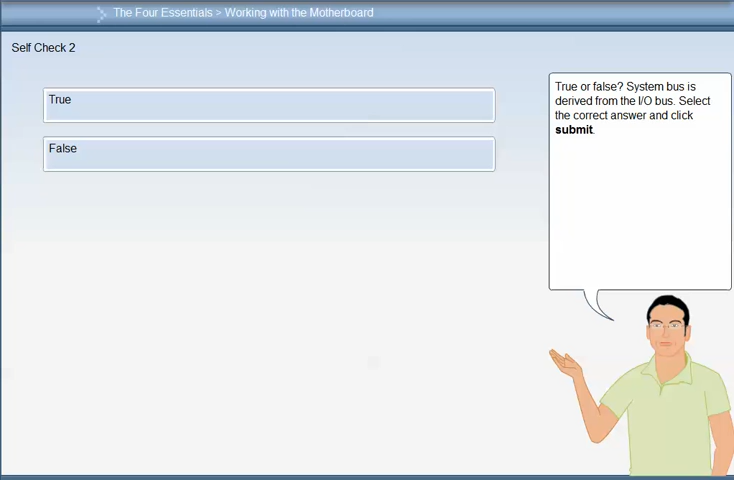 The Four Essentials > Working with the Motherboard
Self Check 2
True
False
True or false? System bus is
derived from the I/O bus. Select
the correct answer and click
submit.